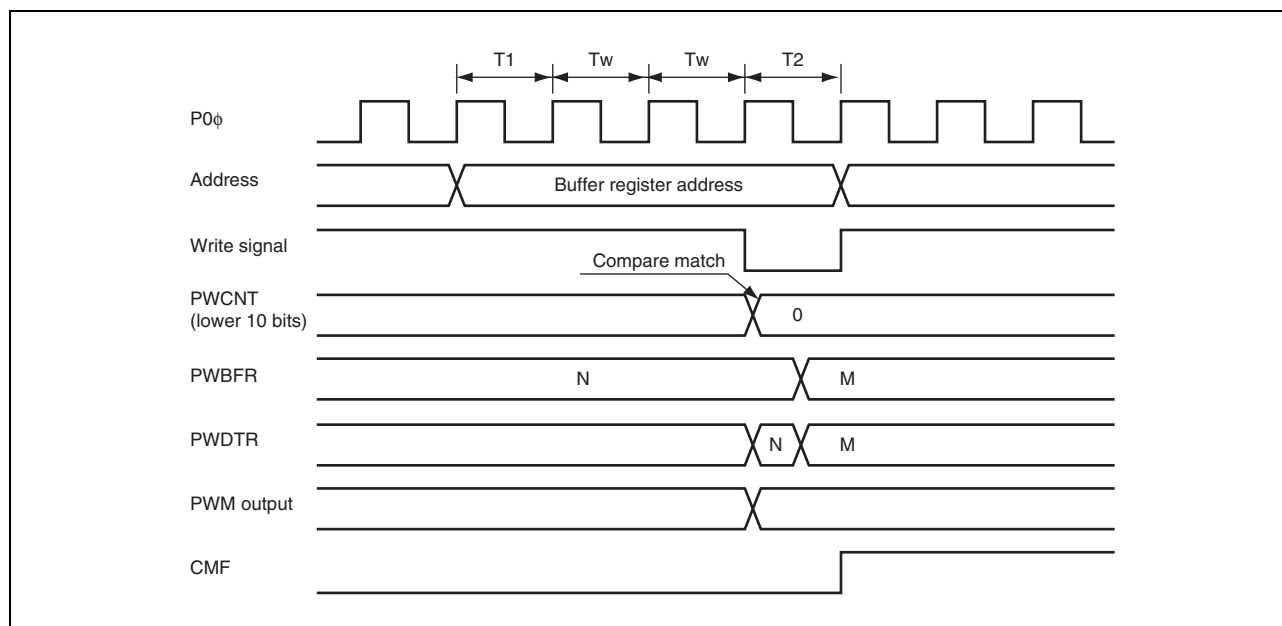 T1 Tw Tw T2
P0ϕ
Address
Buffer register address
Write signal
Compare match
PWCNT
(lower 10 bits)
0
PWBFR
N M
PWDTR
N M
PWM output
CMF